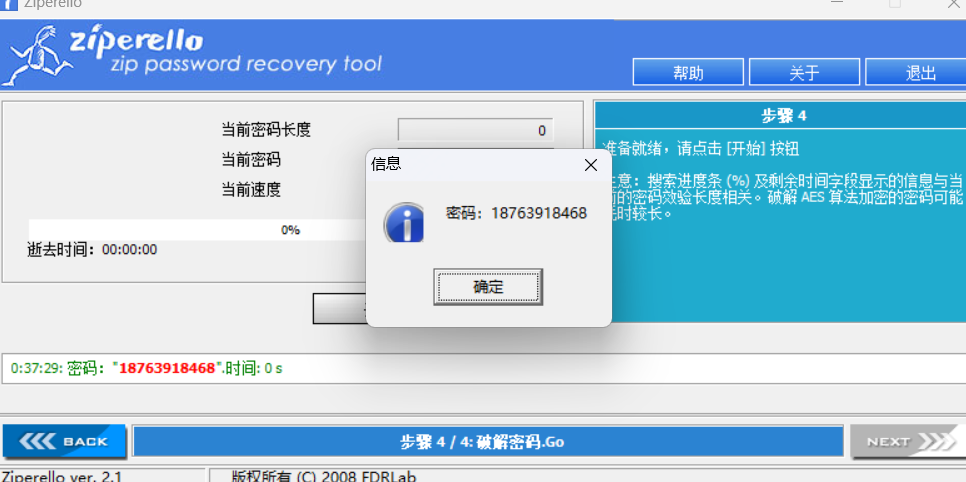 Ziperello
ziperello
zip password recovery tool
帮助
关于
退出
当前密码长度
0
当前密码
当前速度
0%
逝去时间：00:00:00
步骤 4
准备就绪，请点击 [开始] 按钮
注意：搜索进度条 (%) 及剩余时间字段显示的信息与当
前的密码效验长度相关。破解 AES 算法加密的密码可能
耗时较长。
信息
密码：18763918468
确定
0:37:29: 密码："18763918468".时间: 0 s
BACK
步骤 4 / 4: 破解密码.Go
NEXT
Ziperello ver. 2.1
版权所有 (C) 2008 FDRLab